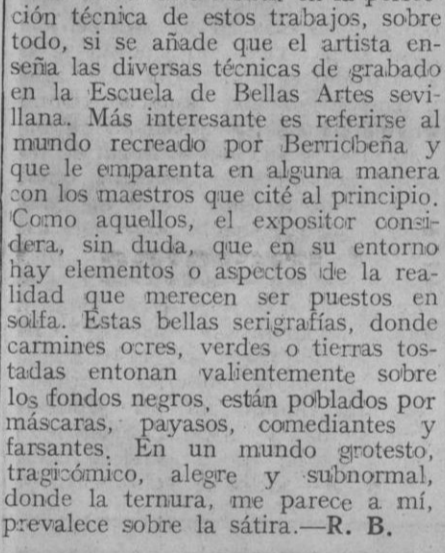 ción técnica de estos trabajos, sobre
todo, si se añade que el artista en-
seña las diversas técnicas de grabado
en la Escuela de Bellas Artes sevi-
llana. Más interesante es referirse al
mundo recreado por Berriobeña y
que le emparenta en alguna manera
con los maestros que cité al principio.
Como aquellos, el expositor consi-
dera, sin duda, que en su entorno
hay elementos o aspectos de la rea-
lidad que merecen ser puestos en
solfa. Estas bellas serigrafías, donde
carmines ocres, verdes o tierras tos-
tadas entonan valientemente sobre
los fondos negros, están poblados por
máscaras, payasos, comediantes y
farsantes. En un mundo grotesto,
tragicómico, alegre y subnormal,
donde la ternura, me parece a mí,
prevalece sobre la sátira.—R. B.